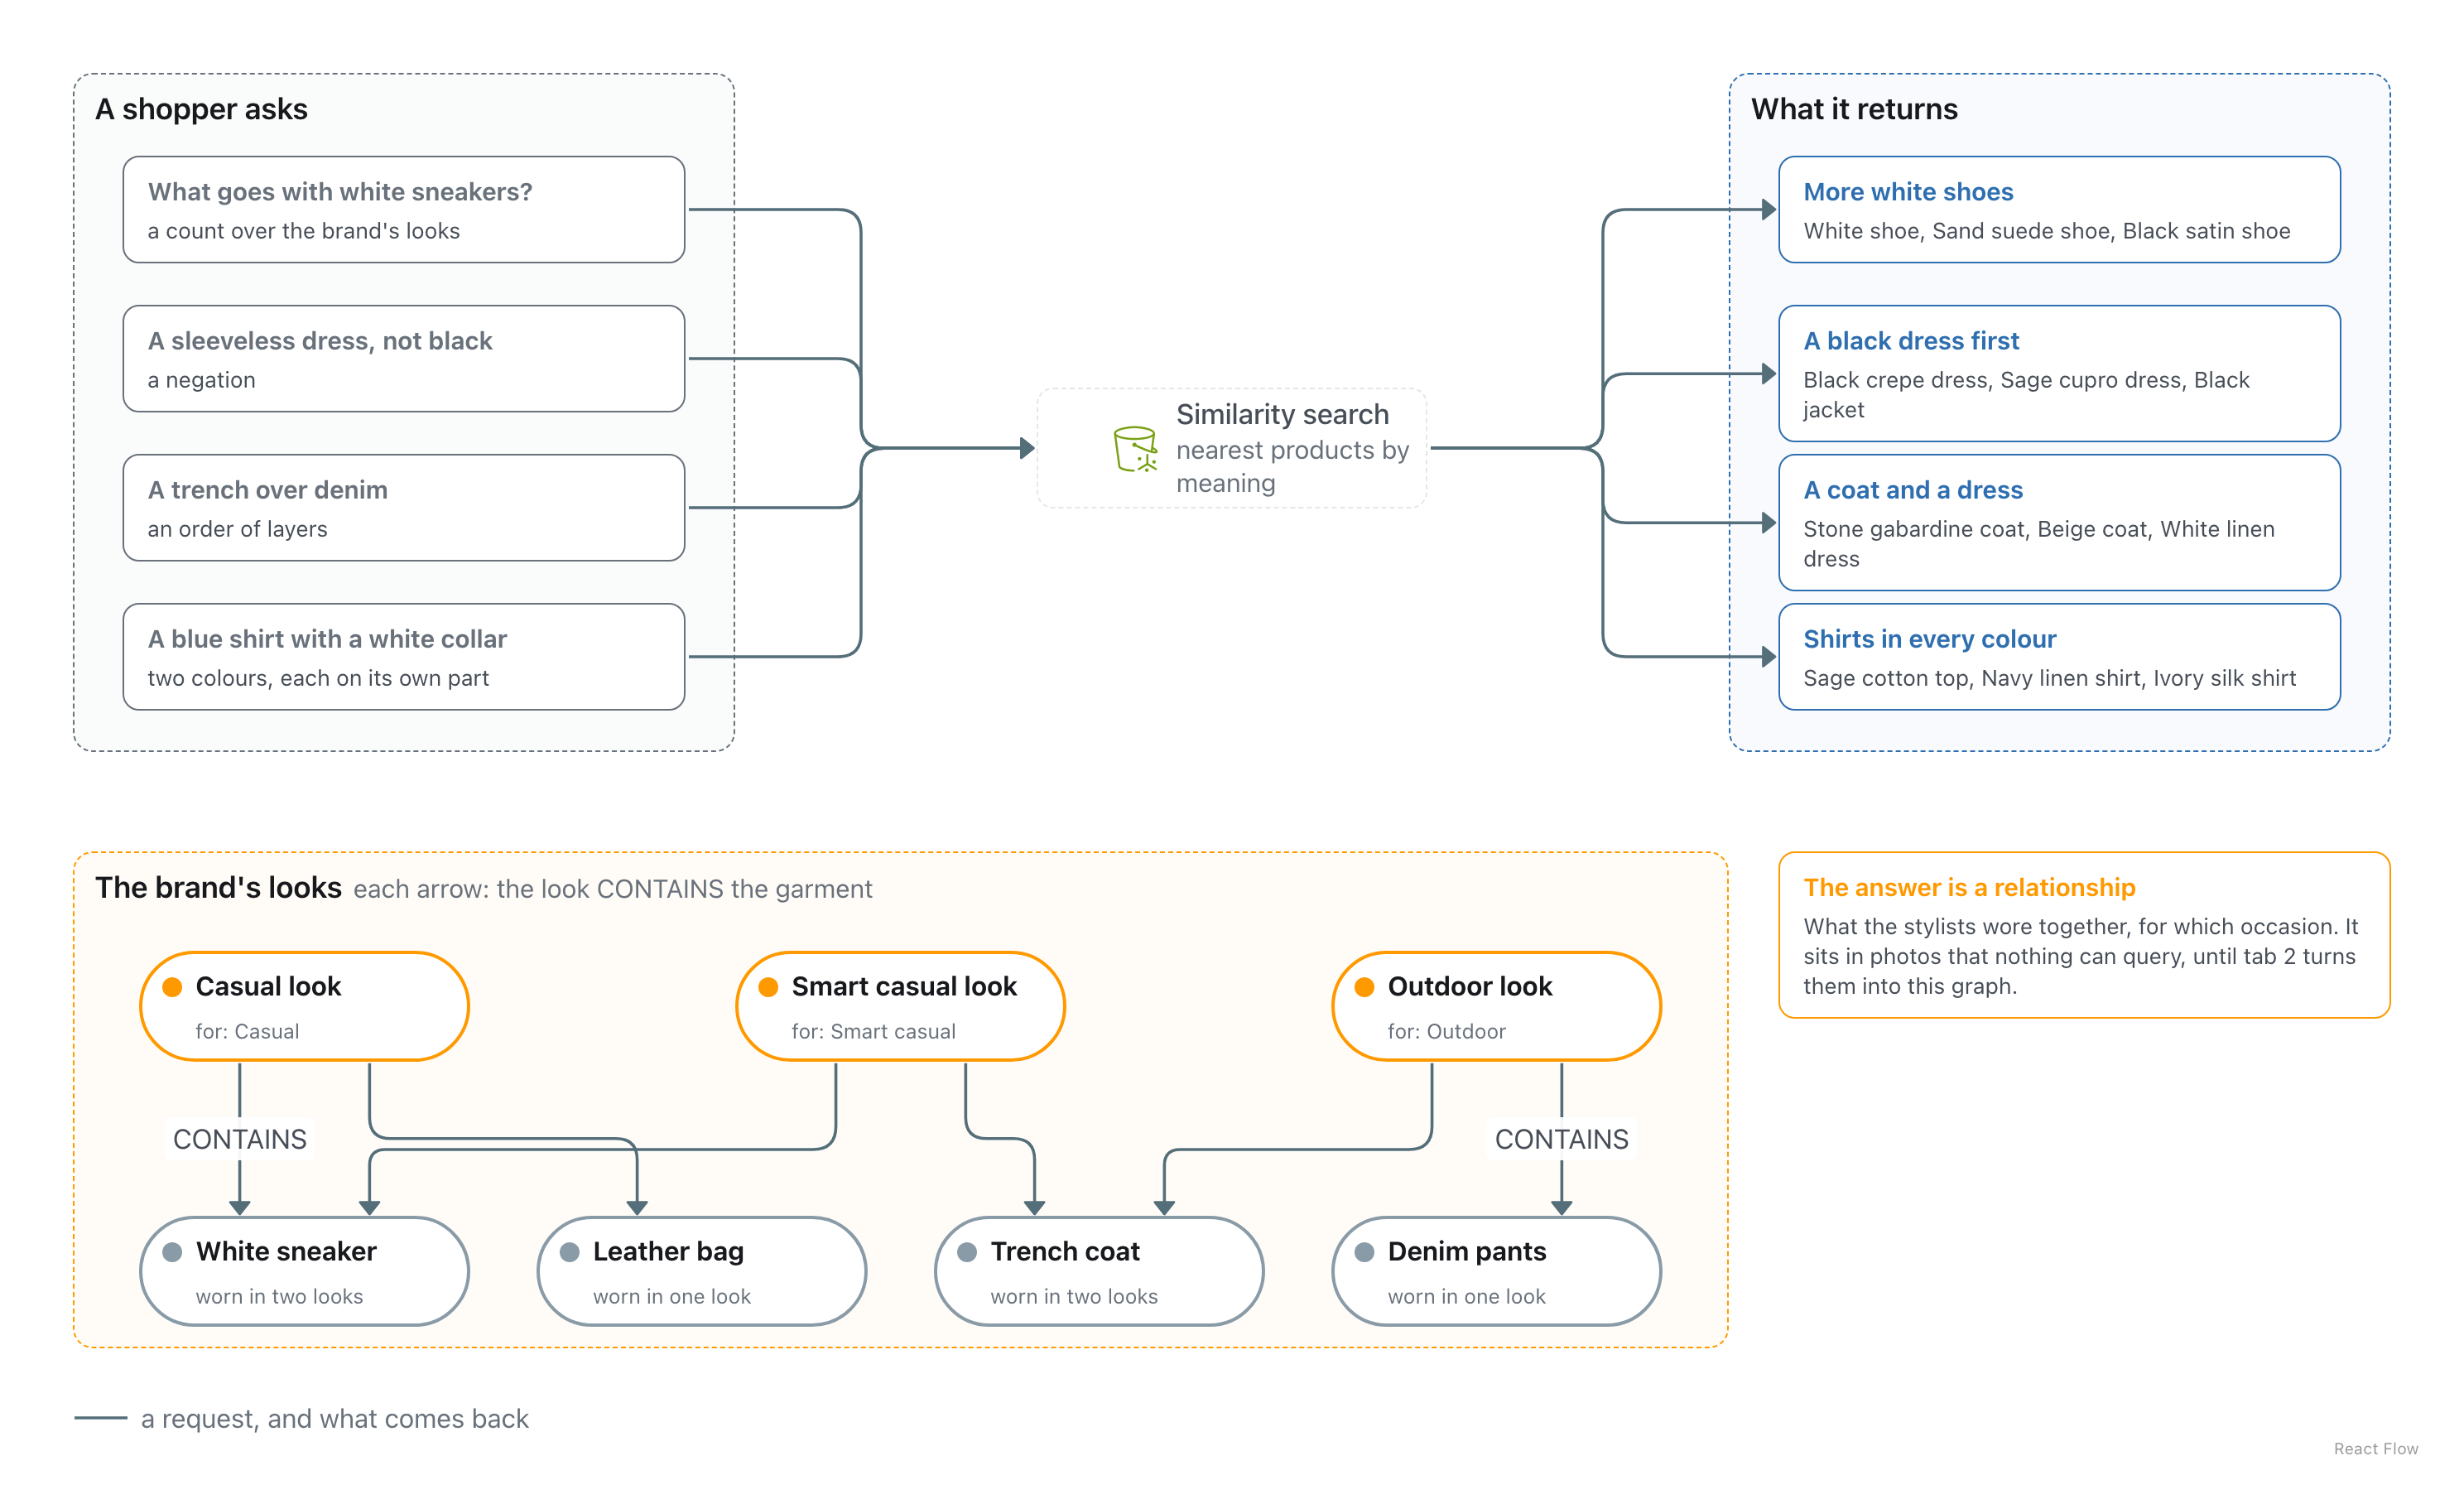 A shopper asks
What goes with white sneakers?
a count over the brand's looks
A sleeveless dress, not black
a negation
A trench over denim
an order of layers
A blue shirt with a white collar
two colours, each on its own part
Similarity search
nearest products by
meaning
What it returns
More white shoes
White shoe, Sand suede shoe, Black satin shoe
A black dress first
Black crepe dress, Sage cupro dress, Black
jacket
A coat and a dress
Stone gabardine coat, Beige coat, White linen
dress
Shirts in every colour
Sage cotton top, Navy linen shirt, Ivory silk shirt
The brand's looks each arrow: the look CONTAINS the garment
Casual look
for: Casual
Smart casual look
for: Smart casual
Outdoor look
for: Outdoor
CONTAINS
CONTAINS
White sneaker
worn in two looks
Leather bag
worn in one look
Trench coat
worn in two looks
Denim pants
worn in one look
The answer is a relationship
What the stylists wore together, for which occasion. It
sits in photos that nothing can query, until tab 2 turns
them into this graph.
a request, and what comes back
React Flow